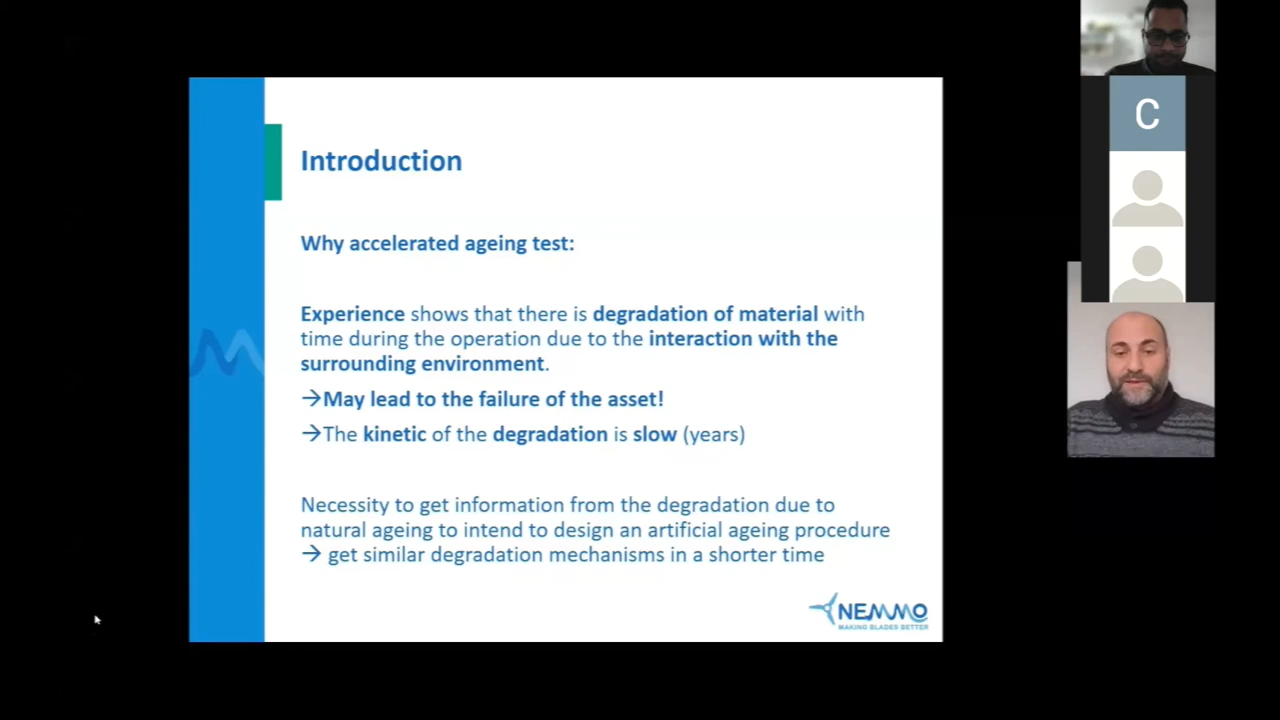 Introduction
Why accelerated ageing test:
Experience shows that there is degradation of material with
time during the operation due to the interaction with the
surrounding environment.
→May lead to the failure of the asset!
→The kinetic of the degradation is slow (years)
Necessity to get information from the degradation due to
natural ageing to intend to design an artificial ageing procedure
→ get similar degradation mechanisms in a shorter time
NEMMO
MAKING BLADES BETTER
C